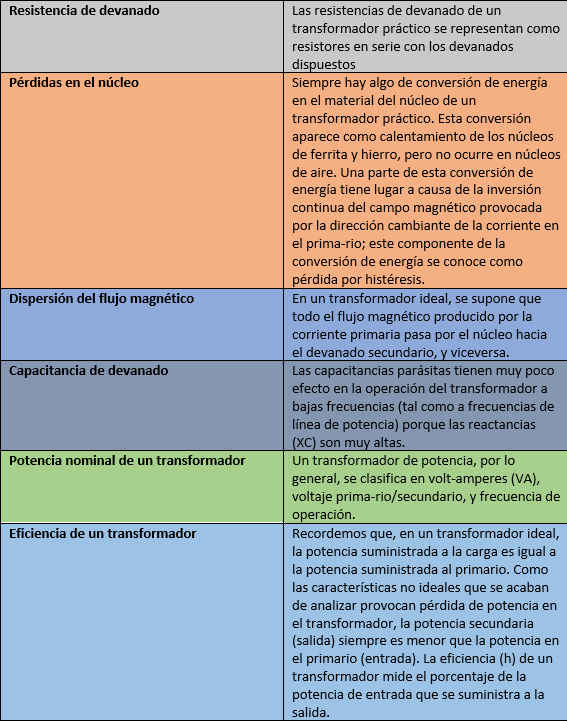 Resistencia de devanado
Las resistencias de devanado de un
transformador práctico se representan como
resistores en serie con los devanados
dispuestos
Pérdidas en el núcleo
Siempre hay algo de conversión de energía
en el material del núcleo de un
transformador práctico. Esta conversión
aparece como calentamiento de los núcleos
de ferrita y hierro, pero no ocurre en núcleos
de aire. Una parte de esta conversión de
energía tiene lugar a causa de la inversión
continua del campo magnético provocada
por la dirección cambiante de la corriente en
el prima-rio; este componente de la
conversión de energía se conoce como
pérdida por histéresis.
Dispersión del flujo magnético
En un transformador ideal, se supone que
todo el flujo magnético producido por la
corriente primaria pasa por el núcleo hacia
el devanado secundario, y viceversa.
Capacitancia de devanado
Las capacitancias parásitas tienen muy poco
efecto en la operación del transformador a
bajas frecuencias (tal como a frecuencias de
línea de potencia) porque las reactancias
(XC) son muy altas.
Potencia nominal de un transformador
Un transformador de potencia, por lo
general, se clasifica en volt-amperes (VA),
voltaje prima-rio/secundario, y frecuencia de
operación.
Eficiencia de un transformador
Recordemos que, en un transformador ideal,
la potencia suministrada a la carga es igual a
la potencia suministrada al primario. Como
las características no ideales que se acaban
de analizar provocan pérdida de potencia en
el transformador, la potencia secundaria
(salida) siempre es menor que la potencia en
el primario (entrada). La eficiencia (h) de un
transformador mide el porcentaje de la
potencia de entrada que se suministra a la
salida.